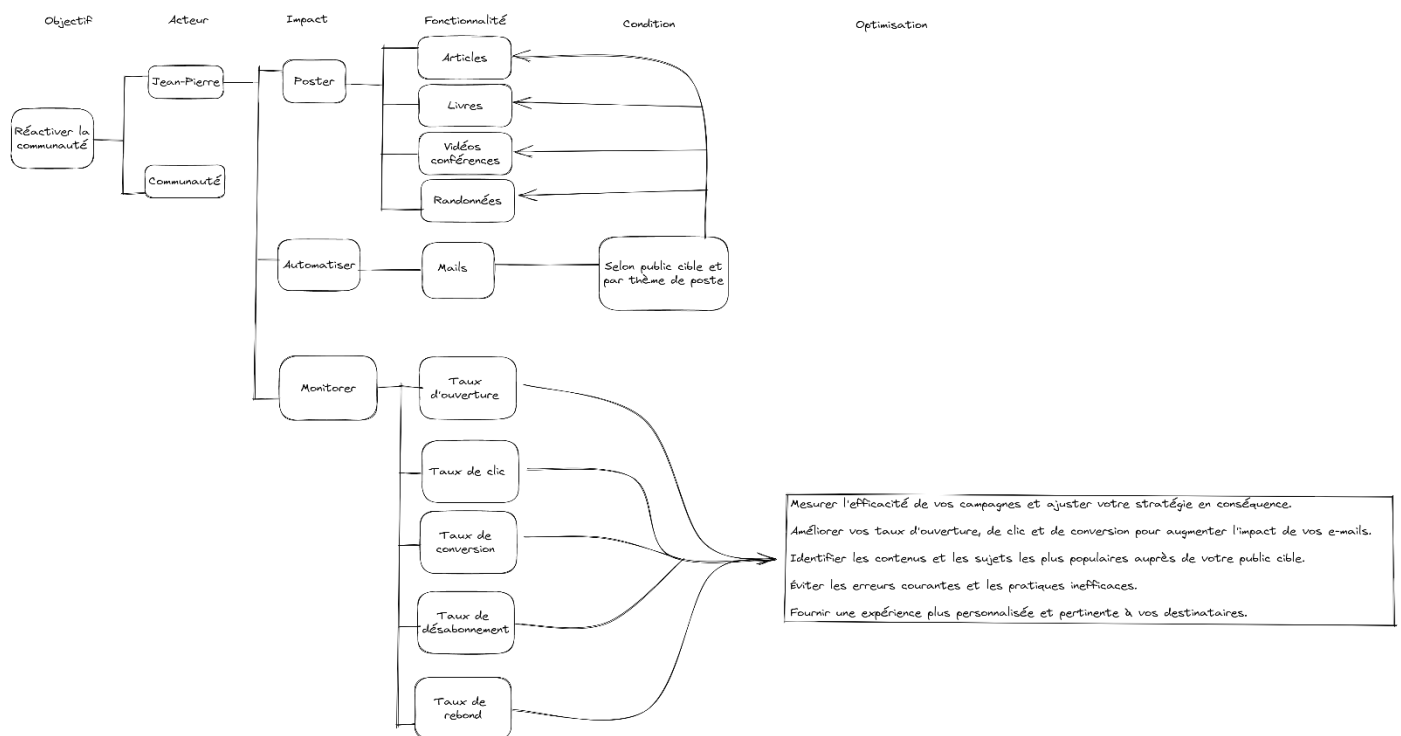 Objectif
Acteur
Impact
Fonctionnalité
Condition
Optimisation
Réactiver la
communauté
Jean-Pierre
Communauté
Poster
Articles
Livres
Vidéos
conférences
Randonnées
Automatiser
Mails
Selon public cible et
par thème de poste
Monitorer
Taux
d'ouverture
Taux de clic
Taux de
conversion
Taux de
désabonnement
Taux de
rebond
Mesurer l'efficacité de vos campagnes et ajuster votre stratégie en conséquence.
Améliorer vos taux d'ouverture, de clic et de conversion pour augmenter l'impact de vos e-mails.
Identifier les contenus et les sujets les plus populaires auprès de votre public cible.
Éviter les erreurs courantes et les pratiques inefficaces.
Fournir une expérience plus personnalisée et pertinente à vos destinataires.